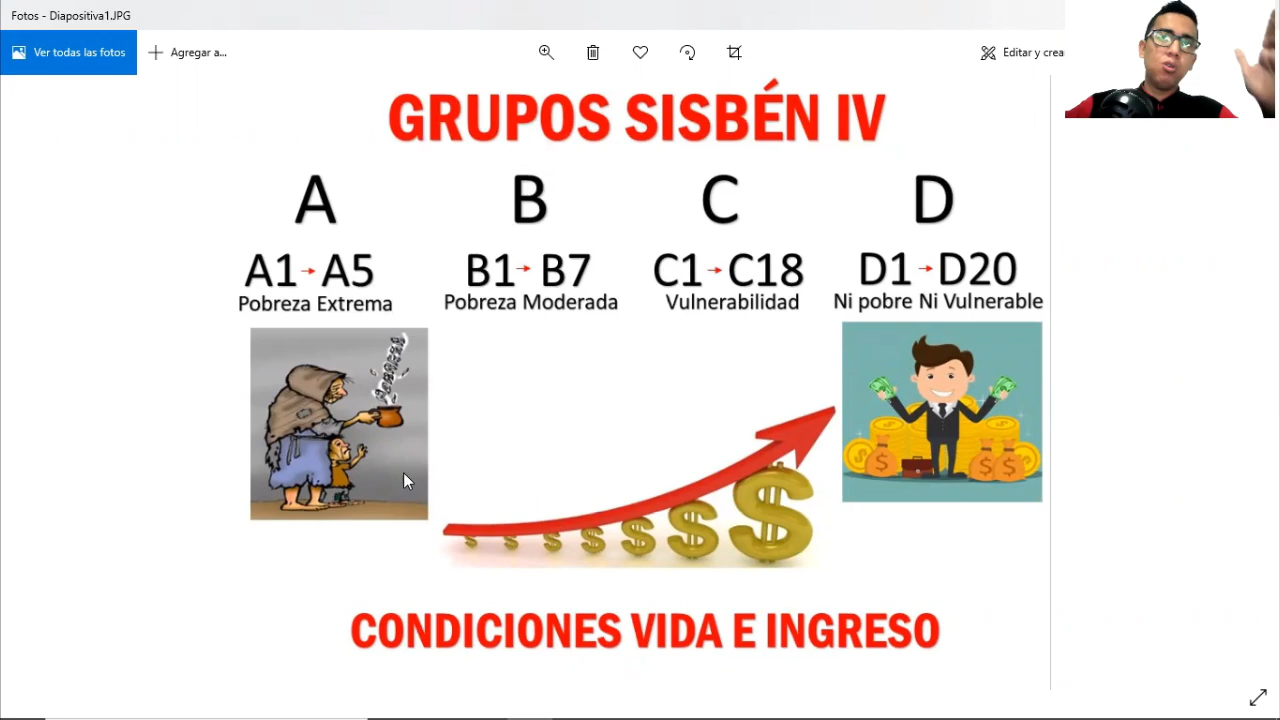 Fotos - Diapositiva1.JPG
Ver todas las fotos
Agregar a...
Editar y crea
GRUPOS SISBÉN IV
A B C D
A1 → A5 B1 → B7 C1 → C18 D1 → D20
Pobreza Extrema Pobreza Moderada Vulnerabilidad Ni pobre Ni Vulnerable
CONDICIONES VIDA E INGRESO